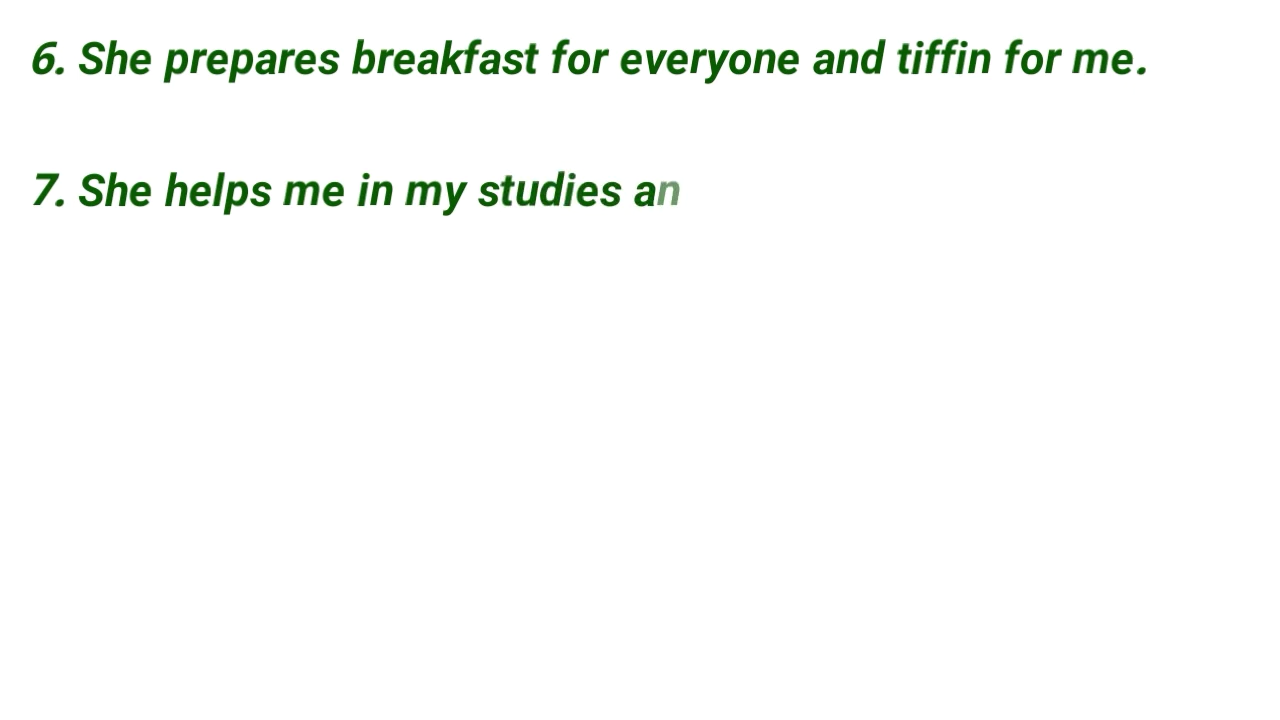 6. She prepares breakfast for everyone and tiffin for me.
7. She helps me in my studies an